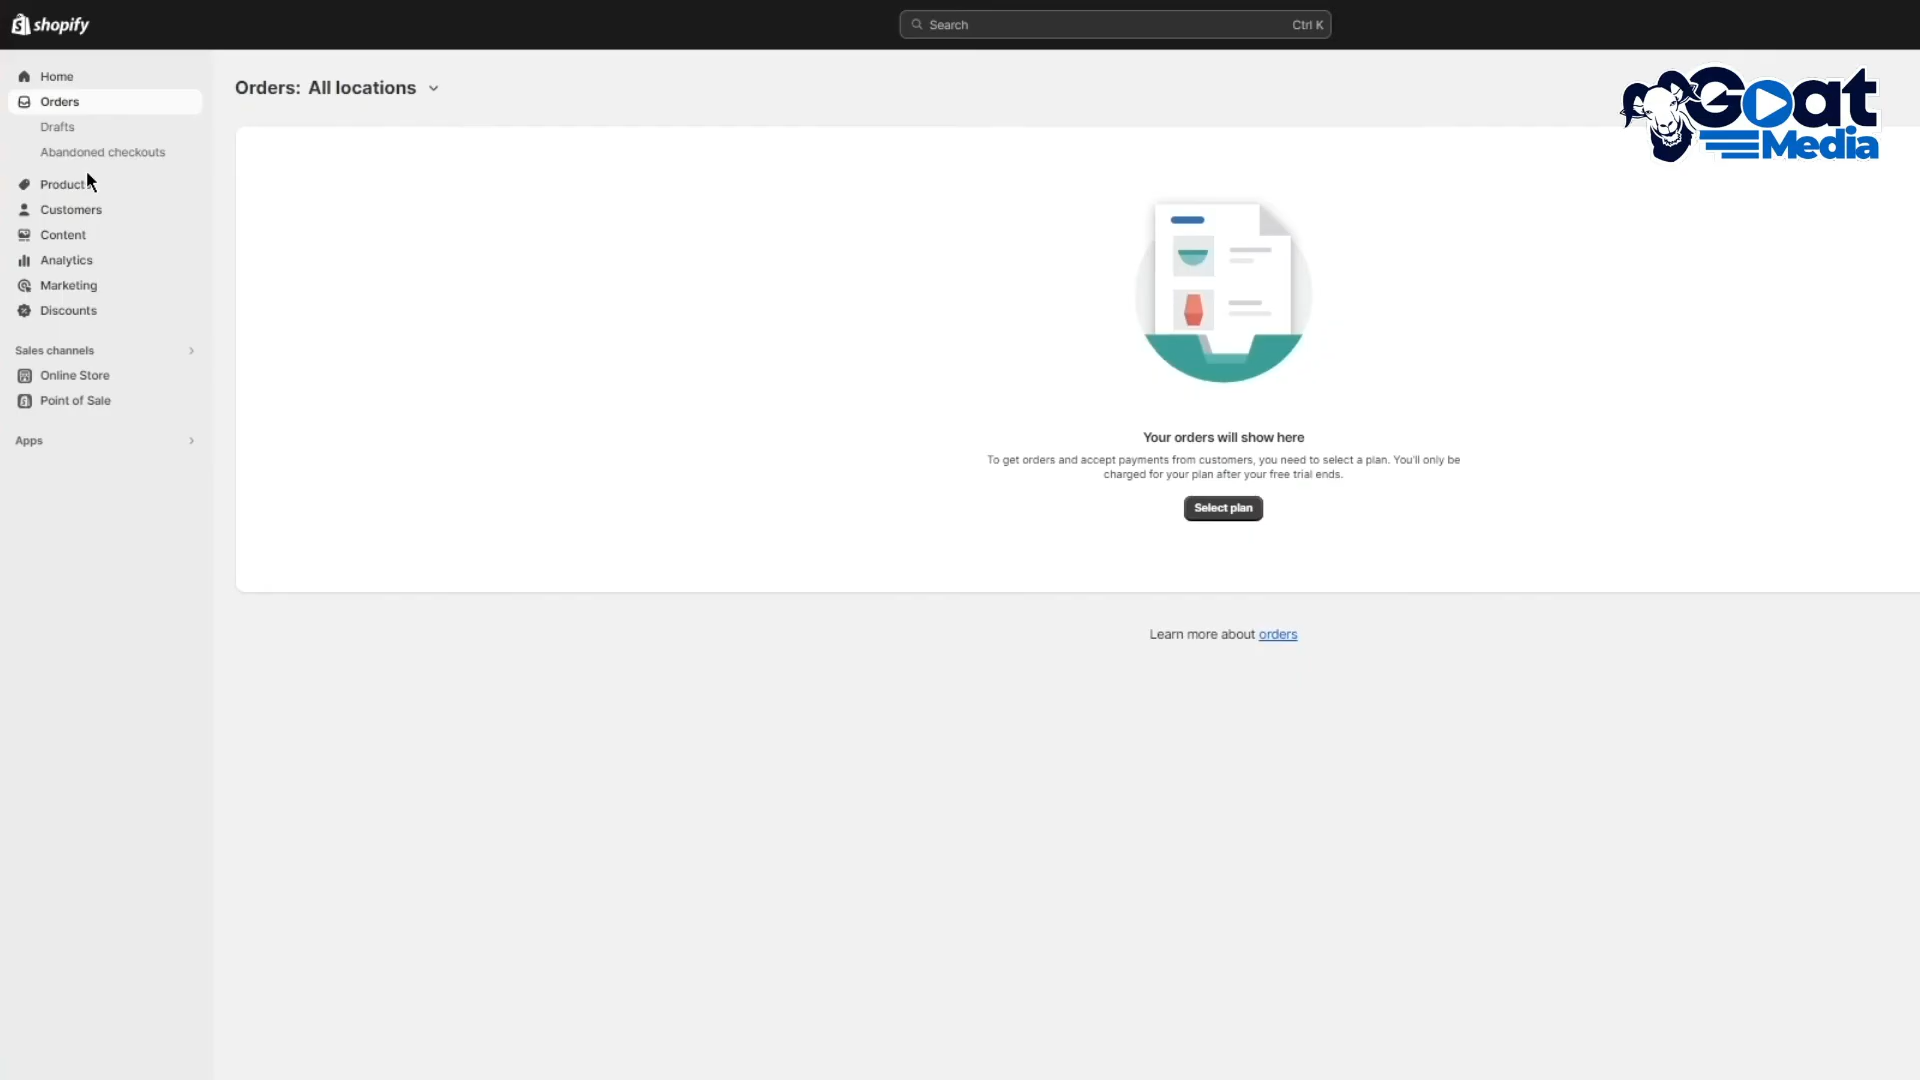 shopify
Search
Ctrl K
Home
Orders
Drafts
Abandoned checkouts
Products
Customers
Content
Analytics
Marketing
Discounts
Sales channels
Online Store
Point of Sale
Apps
Orders: All locations
Goat
Media
Your orders will show here
To get orders and accept payments from customers, you need to select a plan. You'll only be
charged for your plan after your free trial ends.
Select plan
Learn more about orders